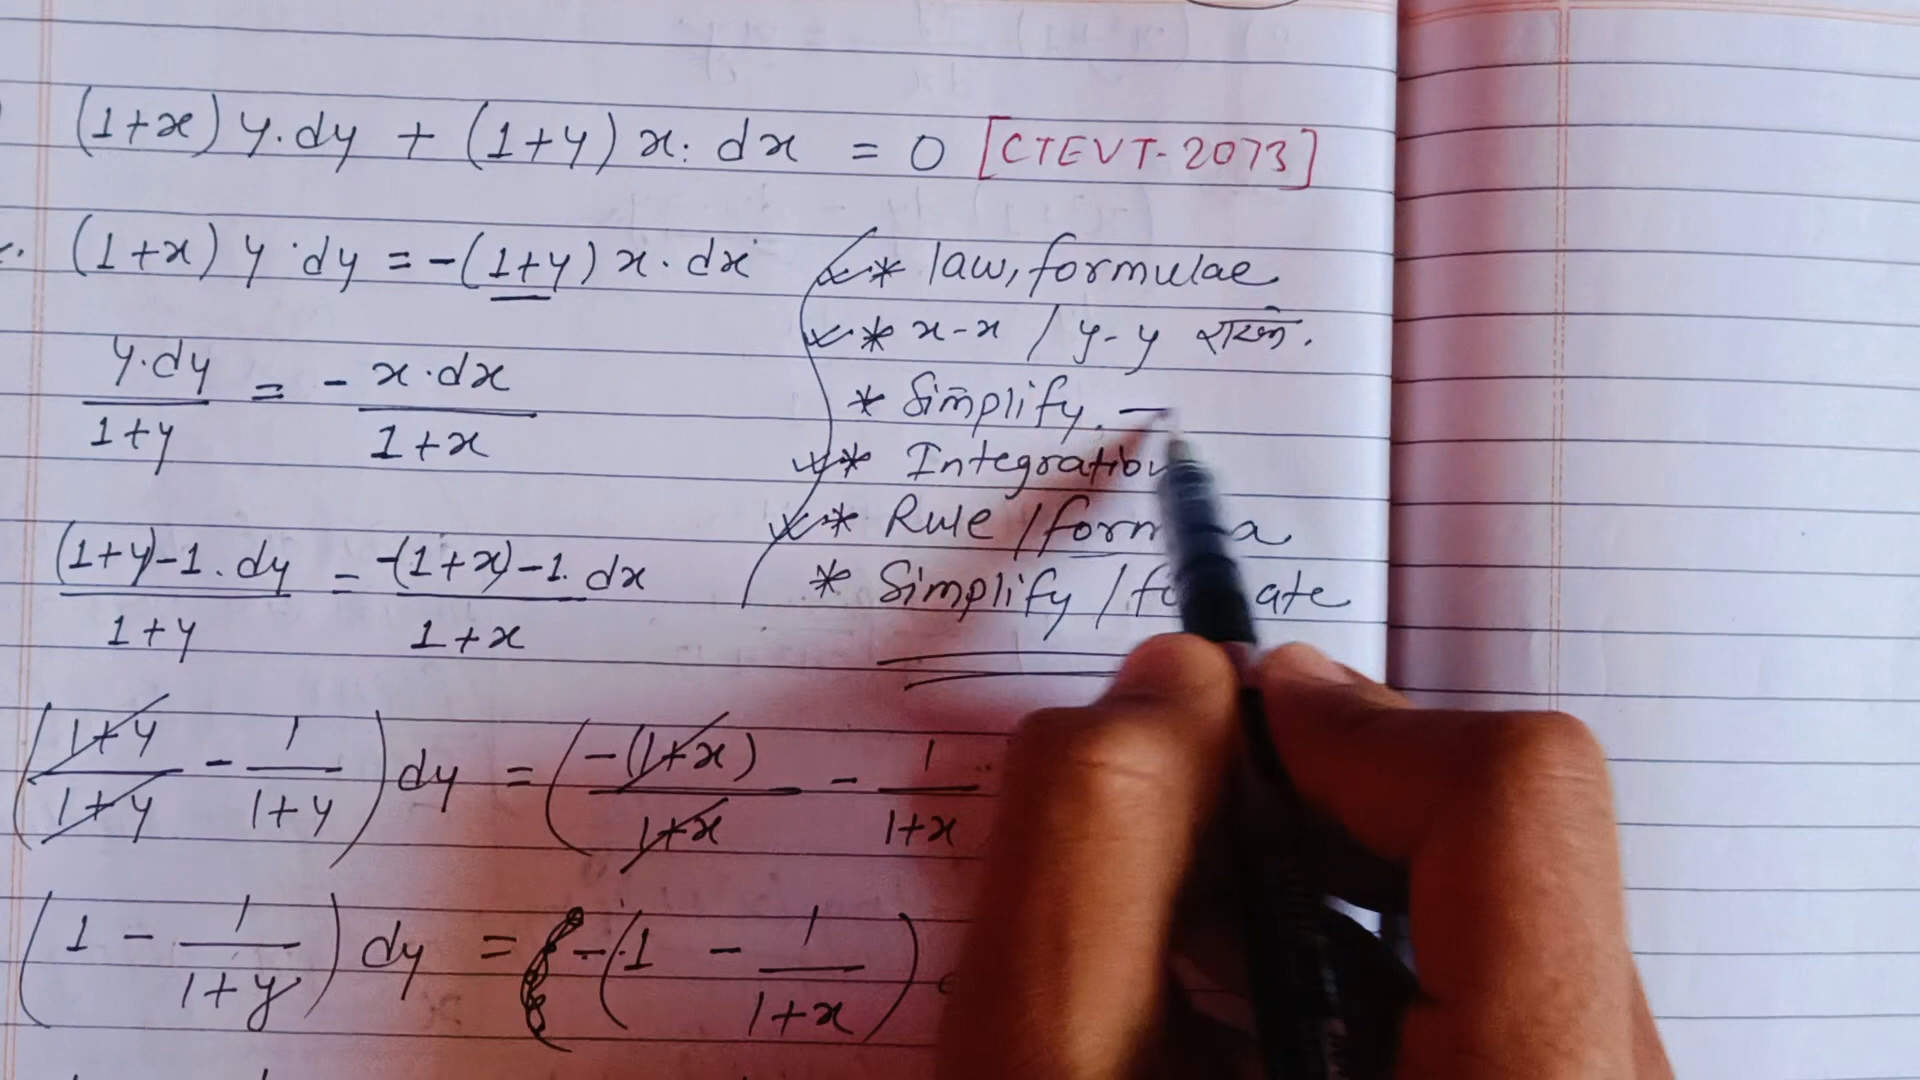 (1+x) y.dy + (1+y) x. dx = 0 [CTEVT-2073]
(1+x) y.dy = -(1+y) x. dx
y.dy / 1+y = - x.dx / 1+x
(1+y)-1. dy / 1+y = -(1+x)-1. dx / 1+x
(1+y / 1+y - 1 / 1+y) dy = (-(1+x) / 1+x - 1 / 1+x
(1 - 1 / 1+y) dy = -(1 - 1 / 1+x)
* law, formulae
* x-x / y-y
* Simplify. —
* Integration
* Rule / formula
* Simplify /